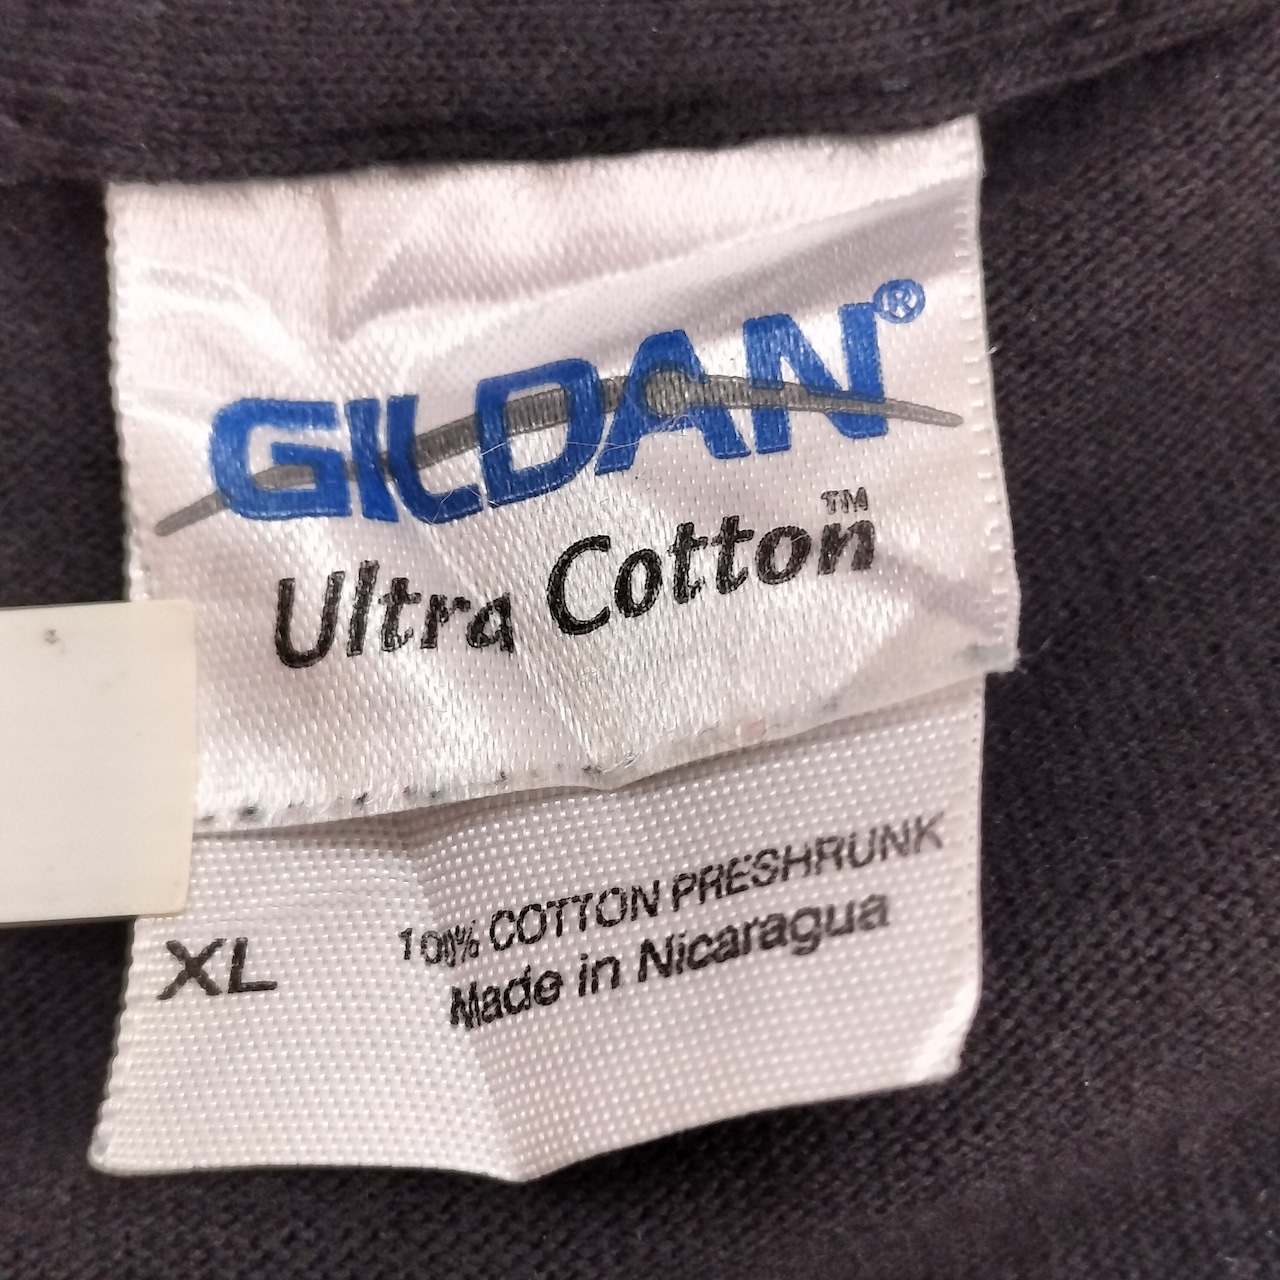 GILDAN®
Ultra Cotton™
XL
100% COTTON PRESHRUNK
Made in Nicaragua